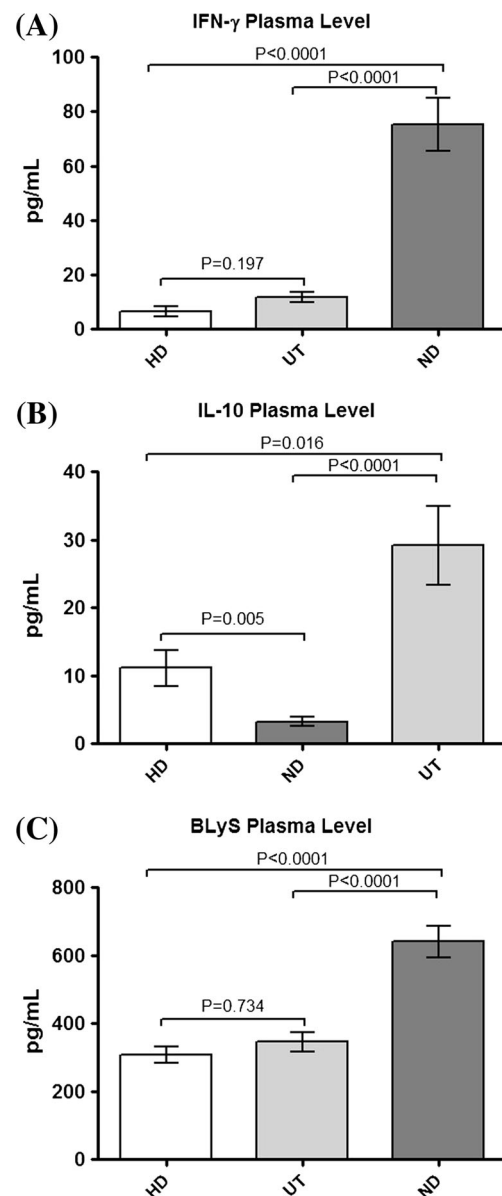 (A)
IFN-γ Plasma Level
P<0.0001
P<0.0001
P=0.197
100
80
60
40
20
0
pg/mL
HD
UT
ND
(B)
IL-10 Plasma Level
P=0.016
P<0.0001
P=0.005
40
30
20
10
0
pg/mL
HD
ND
UT
(C)
BLyS Plasma Level
P<0.0001
P<0.0001
P=0.734
800
600
400
200
0
pg/mL
HD
UT
ND